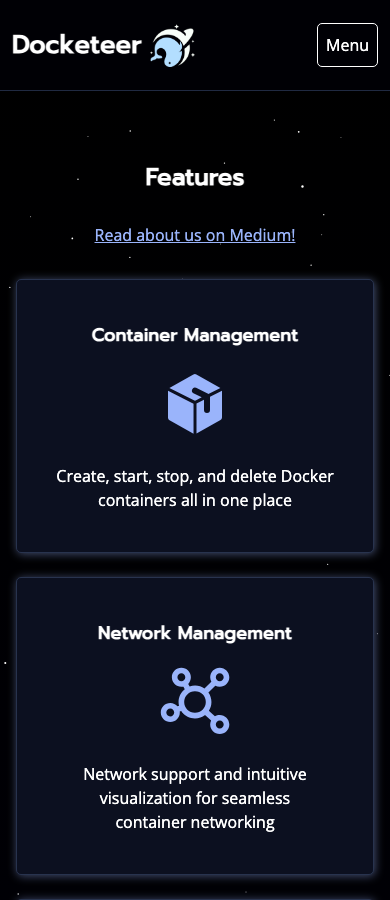 Docketeer
Menu
Features
Read about us on Medium!
Container Management
Create, start, stop, and delete Docker
containers all in one place
Network Management
Network support and intuitive
visualization for seamless
container networking